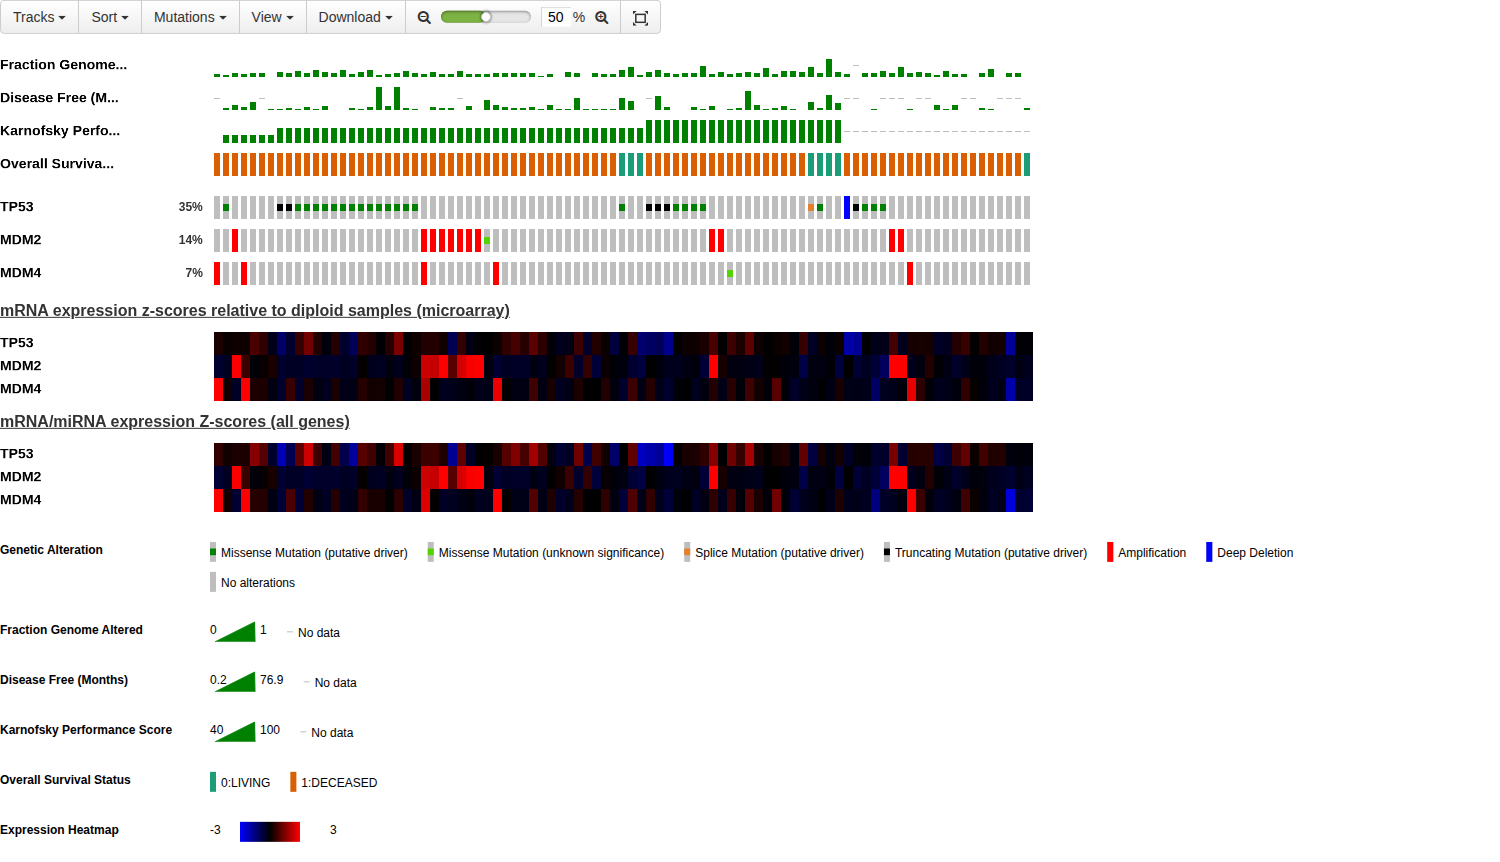 Tracks Sort Mutations View Download 50 %
Fraction Genome...
Disease Free (M...
Karnofsky Perfo...
Overall Surviva...
TP53 35%
MDM2 14%
MDM4 7%
mRNA expression z-scores relative to diploid samples (microarray)
TP53
MDM2
MDM4
mRNA/miRNA expression Z-scores (all genes)
TP53
MDM2
MDM4
Genetic Alteration Missense Mutation (putative driver) Missense Mutation (unknown significance) Splice Mutation (putative driver) Truncating Mutation (putative driver) Amplification Deep Deletion
No alterations
Fraction Genome Altered 0 1 No data
Disease Free (Months) 0.2 76.9 No data
Karnofsky Performance Score 40 100 No data
Overall Survival Status 0:LIVING 1:DECEASED
Expression Heatmap -3 3